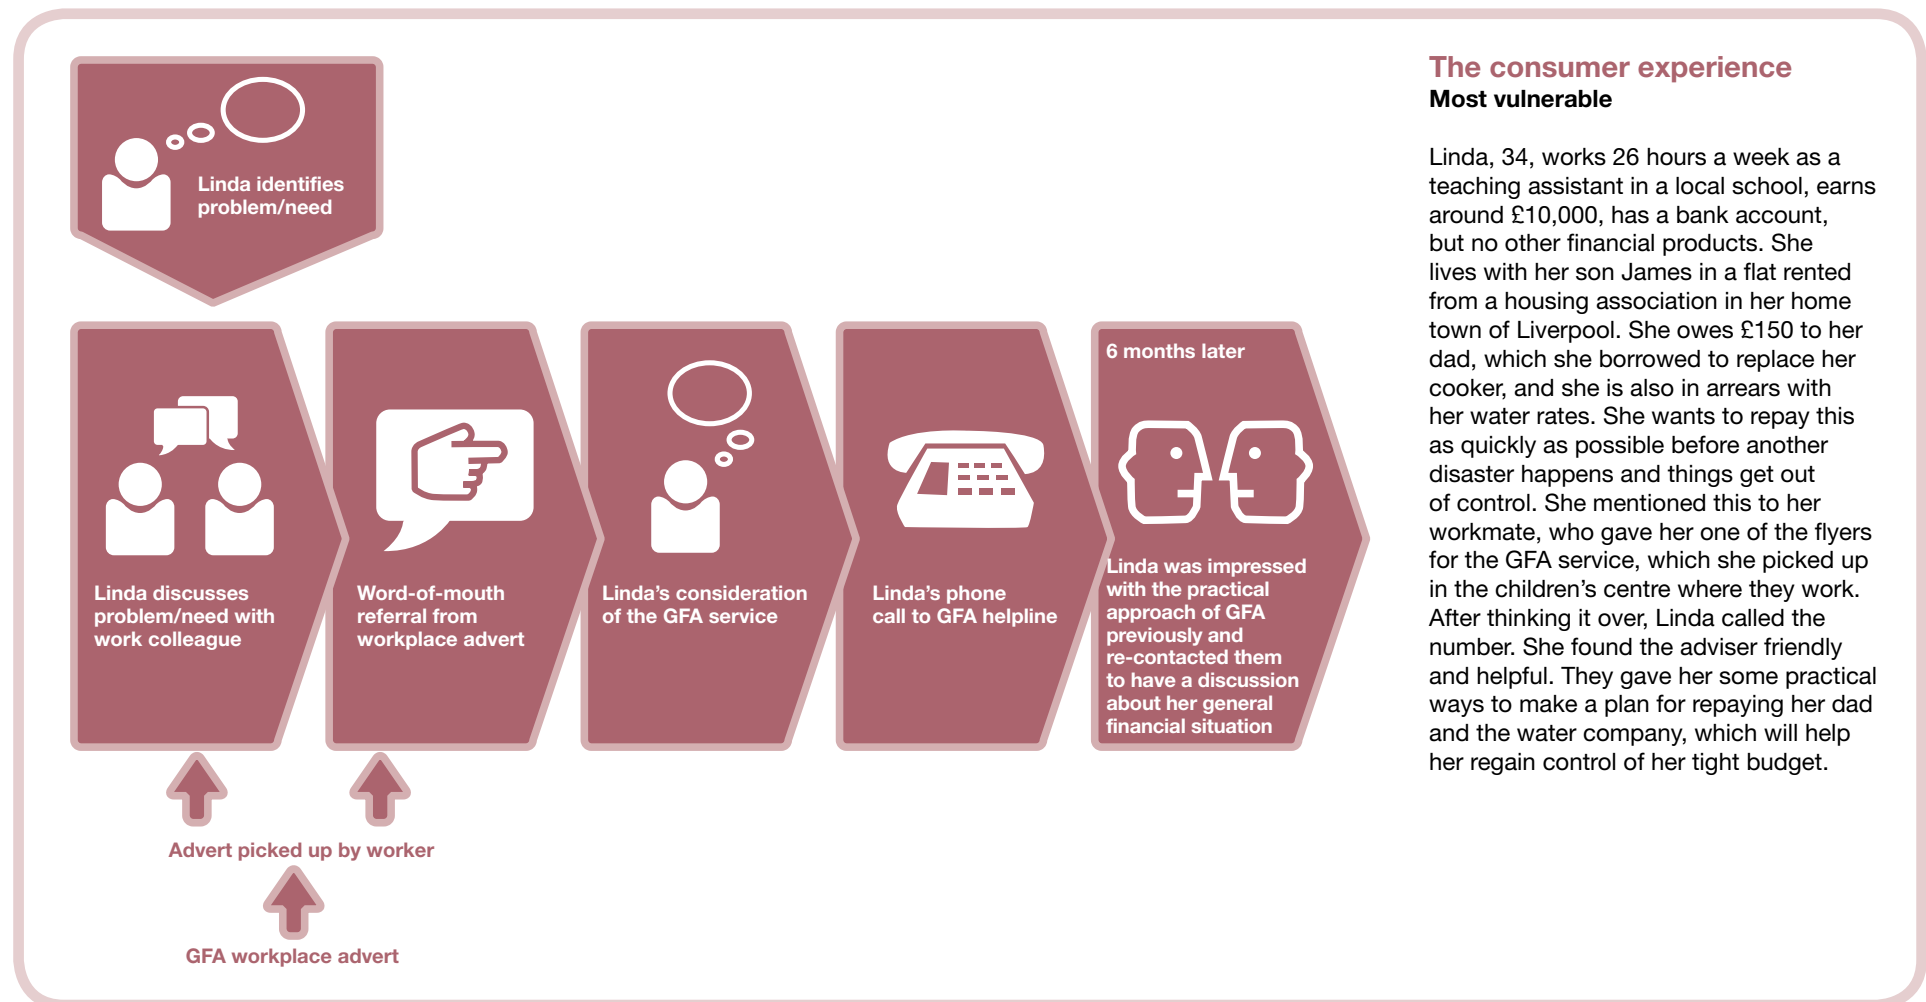 Linda identifies
problem/need
Linda discusses
problem/need with
work colleague
Word-of-mouth
referral from
workplace advert
Linda’s consideration
of the GFA service
Linda’s phone
call to GFA helpline
6 months later
Linda was impressed
with the practical
approach of GFA
previously and
re-contacted them
to have a discussion
about her general
financial situation
Advert picked up by worker
GFA workplace advert
The consumer experience
Most vulnerable
Linda, 34, works 26 hours a week as a
teaching assistant in a local school, earns
around £10,000, has a bank account,
but no other financial products. She
lives with her son James in a flat rented
from a housing association in her home
town of Liverpool. She owes £150 to her
dad, which she borrowed to replace her
cooker, and she is also in arrears with
her water rates. She wants to repay this
as quickly as possible before another
disaster happens and things get out
of control. She mentioned this to her
workmate, who gave her one of the flyers
for the GFA service, which she picked up
in the children’s centre where they work.
After thinking it over, Linda called the
number. She found the adviser friendly
and helpful. They gave her some practical
ways to make a plan for repaying her dad
and the water company, which will help
her regain control of her tight budget.